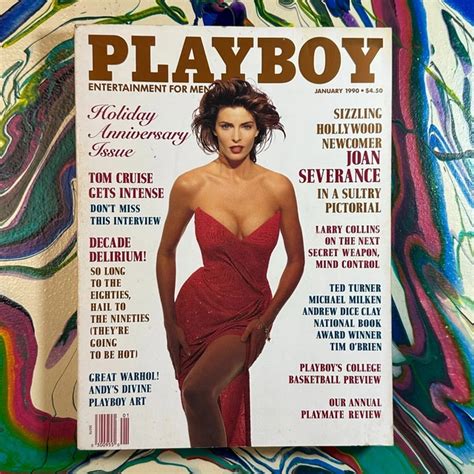 PLAYBOY
ENTERTAINMENT FOR MEN
JANUARY 1990 • $4.50
Holiday
Anniversary
Issue
TOM CRUISE
GETS INTENSE
DON'T MISS
THIS INTERVIEW
DECADE
DELIRIUM!
SO LONG
TO THE
EIGHTIES,
HAIL TO
THE NINETIES
(THEY'RE
GOING
TO BE HOT)
GREAT WARHOL!
ANDY'S DIVINE
PLAYBOY ART
SIZZLING
HOLLYWOOD
NEWCOMER
JOAN
SEVERANCE
IN A SULTRY
PICTORIAL
LARRY COLLINS
ON THE NEXT
SECRET WEAPON,
MIND CONTROL
TED TURNER
MICHAEL MILKEN
ANDREW DICE CLAY
NATIONAL BOOK
AWARD WINNER
TIM O'BRIEN
PLAYBOY'S COLLEGE
BASKETBALL PREVIEW
OUR ANNUAL
PLAYMATE REVIEW
01